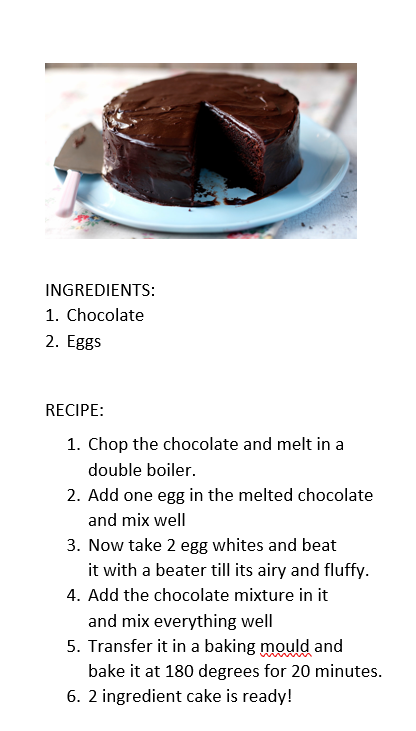 INGREDIENTS:
1. Chocolate
2. Eggs
RECIPE:
1. Chop the chocolate and melt in a
double boiler.
2. Add one egg in the melted chocolate
and mix well
3. Now take 2 egg whites and beat
it with a beater till its airy and fluffy.
4. Add the chocolate mixture in it
and mix everything well
5. Transfer it in a baking mould and
bake it at 180 degrees for 20 minutes.
6. 2 ingredient cake is ready!